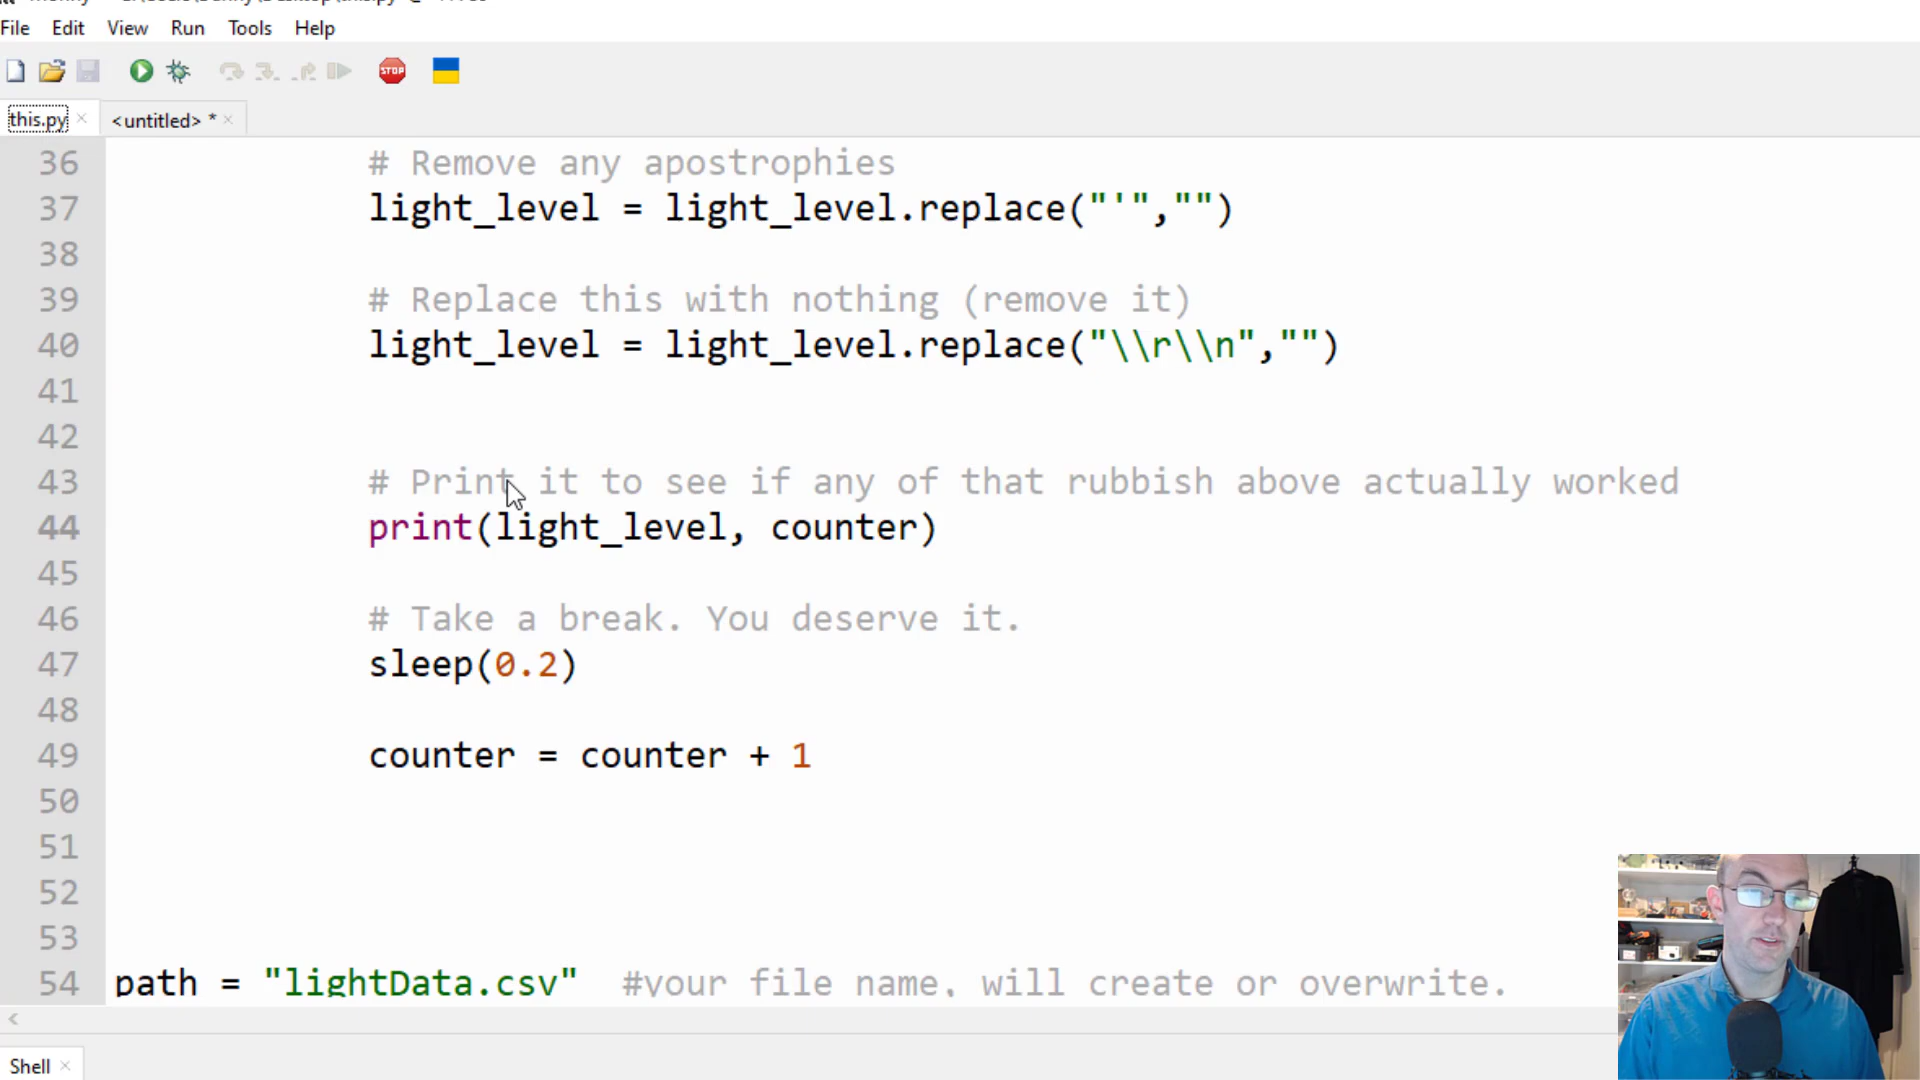 File Edit View Run Tools Help
STOP
this.py × <untitled> * ×
36 # Remove any apostrophies
37 light_level = light_level.replace("'","")
38
39 # Replace this with nothing (remove it)
40 light_level = light_level.replace("\\r\\n","")
41
42
43 # Print it to see if any of that rubbish above actually worked
44 print(light_level, counter)
45
46 # Take a break. You deserve it.
47 sleep(0.2)
48
49 counter = counter + 1
50
51
52
53
54 path = "lightData.csv" #your file name, will create or overwrite.
Shell ×